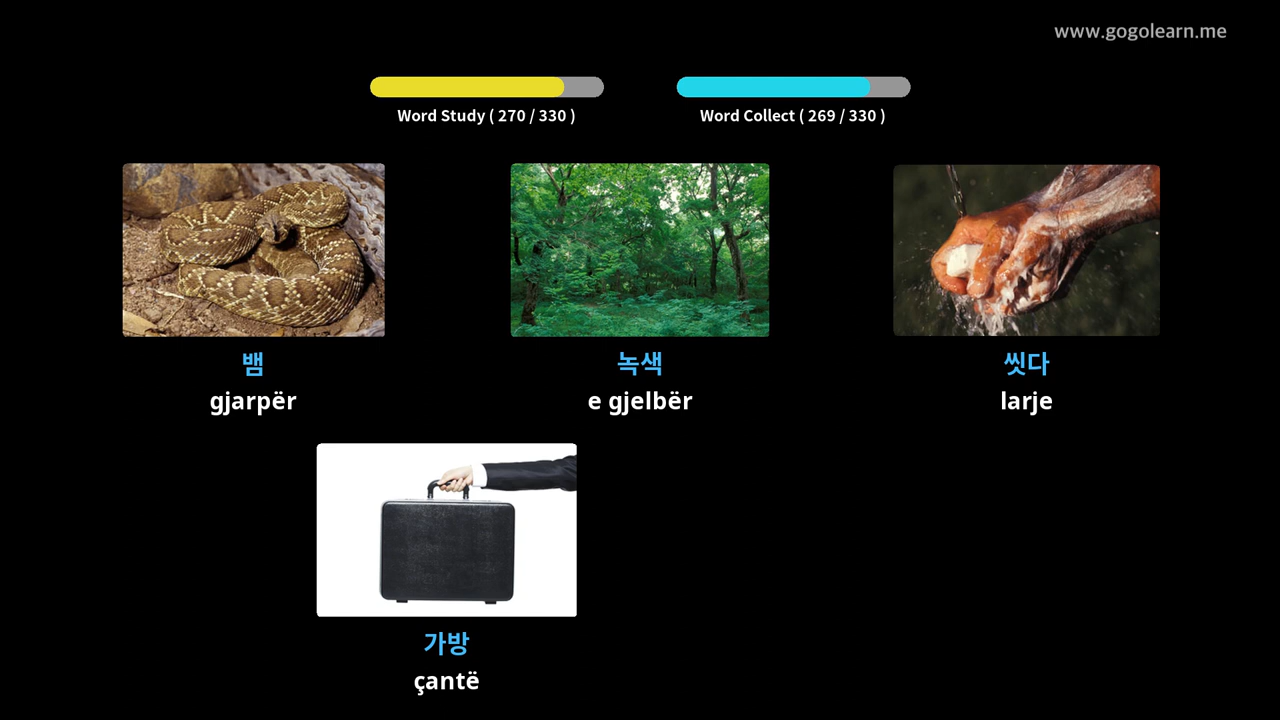 www.gogolearn.me
Word Study ( 270 / 330 )
Word Collect ( 269 / 330 )
뱀
gjarpër
녹색
e gjelbër
씻다
larje
가방
çantë